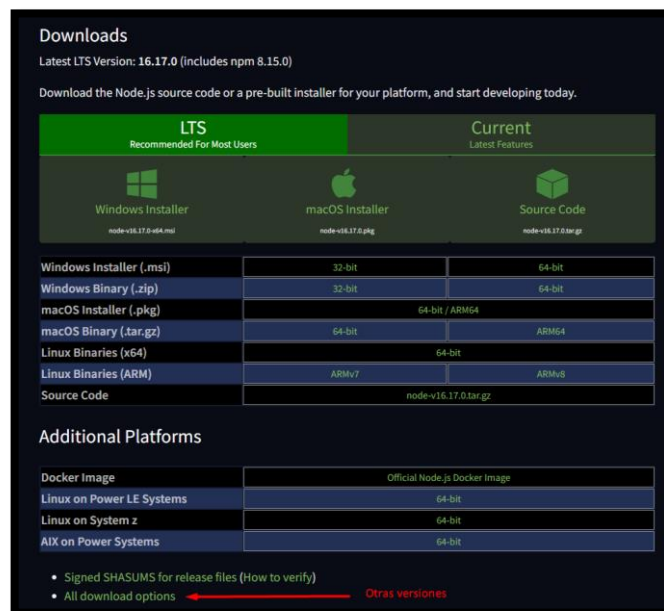 Downloads
Latest LTS Version: 16.17.0 (includes npm 8.15.0)
Download the Node.js source code or a pre-built installer for your platform, and start developing today.
LTS
Recommended For Most Users
Current
Latest Features
Windows Installer
node-v16.17.0-x64.msi
macOS Installer
node-v16.17.0.pkg
Source Code
node-v16.17.0.tar.gz
Windows Installer (.msi) 32-bit 64-bit
Windows Binary (.zip) 32-bit 64-bit
macOS Installer (.pkg) 64-bit / ARM64
macOS Binary (.tar.gz) 64-bit ARM64
Linux Binaries (x64) 64-bit
Linux Binaries (ARM) ARMv7 ARMv8
Source Code node-v16.17.0.tar.gz
Additional Platforms
Docker Image Official Node.js Docker Image
Linux on Power LE Systems 64-bit
Linux on System z 64-bit
AIX on Power Systems 64-bit
• Signed SHASUMS for release files (How to verify)
• All download options Otras versiones